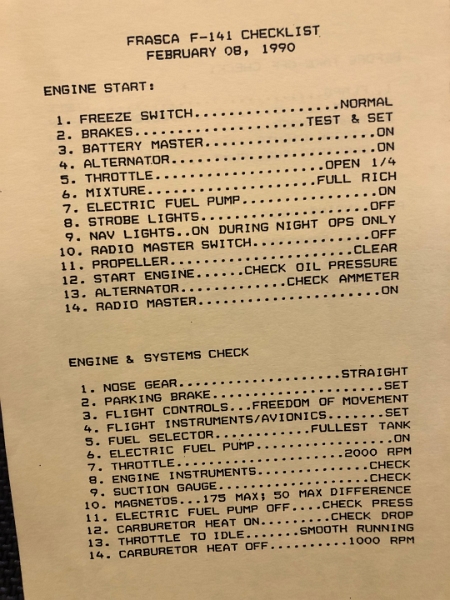 FRASCA F-141 CHECKLIST
FEBRUARY 08, 1990
ENGINE START:
1. FREEZE SWITCH....................NORMAL
2. BRAKES.......................TEST & SET
3. BATTERY MASTER.......................ON
4. ALTERNATOR...........................ON
5. THROTTLE.......................OPEN 1/4
6. MIXTURE.......................FULL RICH
7. ELECTRIC FUEL PUMP...................ON
8. STROBE LIGHTS.......................OFF
9. NAV LIGHTS..ON DURING NIGHT OPS ONLY
10. RADIO MASTER SWITCH................OFF
11. PROPELLER........................CLEAR
12. START ENGINE......CHECK OIL PRESSURE
13. ALTERNATOR...............CHECK AMMETER
14. RADIO MASTER........................ON
ENGINE & SYSTEMS CHECK
1. NOSE GEAR.......................STRAIGHT
2. PARKING BRAKE........................SET
3. FLIGHT CONTROLS...FREEDOM OF MOVEMENT
4. FLIGHT INSTRUMENTS/AVIONICS.......SET
5. FUEL SELECTOR.............FULLEST TANK
6. ELECTRIC FUEL PUMP...................ON
7. THROTTLE.......................2000 RPM
8. ENGINE INSTRUMENTS................CHECK
9. SUCTION GAUGE.....................CHECK
10. MAGNETOS...175 MAX; 50 MAX DIFFERENCE
11. ELECTRIC FUEL PUMP OFF....CHECK PRESS
12. CARBURETOR HEAT ON..........CHECK DROP
13. THROTTLE TO IDLE.......SMOOTH RUNNING
14. CARBURETOR HEAT OFF..........1000 RPM